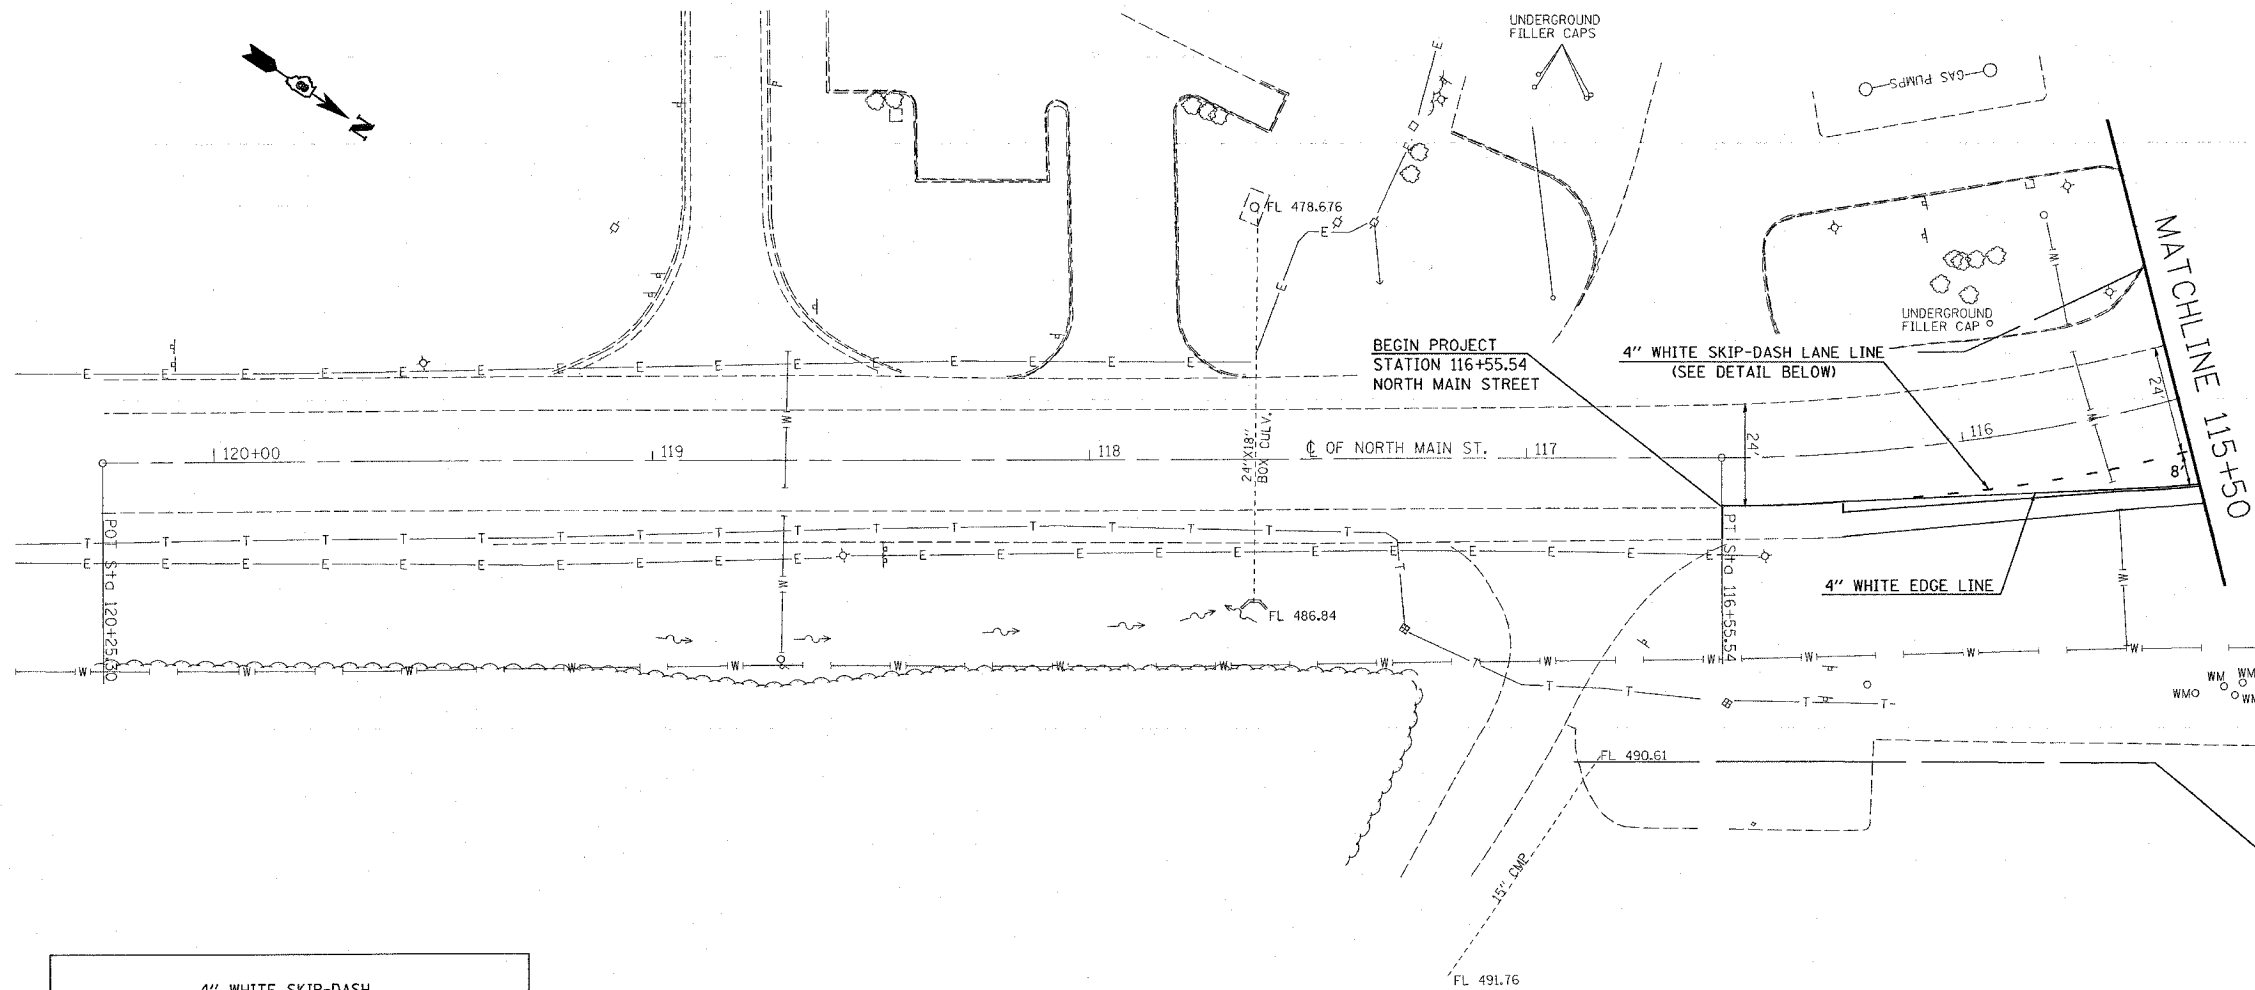 N
UNDERGROUND
FILLER CAPS
GAS PUMPS
FL 478.676
MATCHLINE 115+50
UNDERGROUND
FILLER CAP
BEGIN PROJECT
STATION 116+55.54
NORTH MAIN STREET
4" WHITE SKIP-DASH LANE LINE
(SEE DETAIL BELOW)
24'
24'
8'
120+00
119
118
24"X18"
BOX CULV.
℄ OF NORTH MAIN ST.
117
116
POT Sta 120+25.30
PT Sta 116+55.54
4" WHITE EDGE LINE
FL 486.84
WM
WM
WM
WM
FL 490.61
15" CMP
FL 491.76
4" WHITE SKIP-DASH